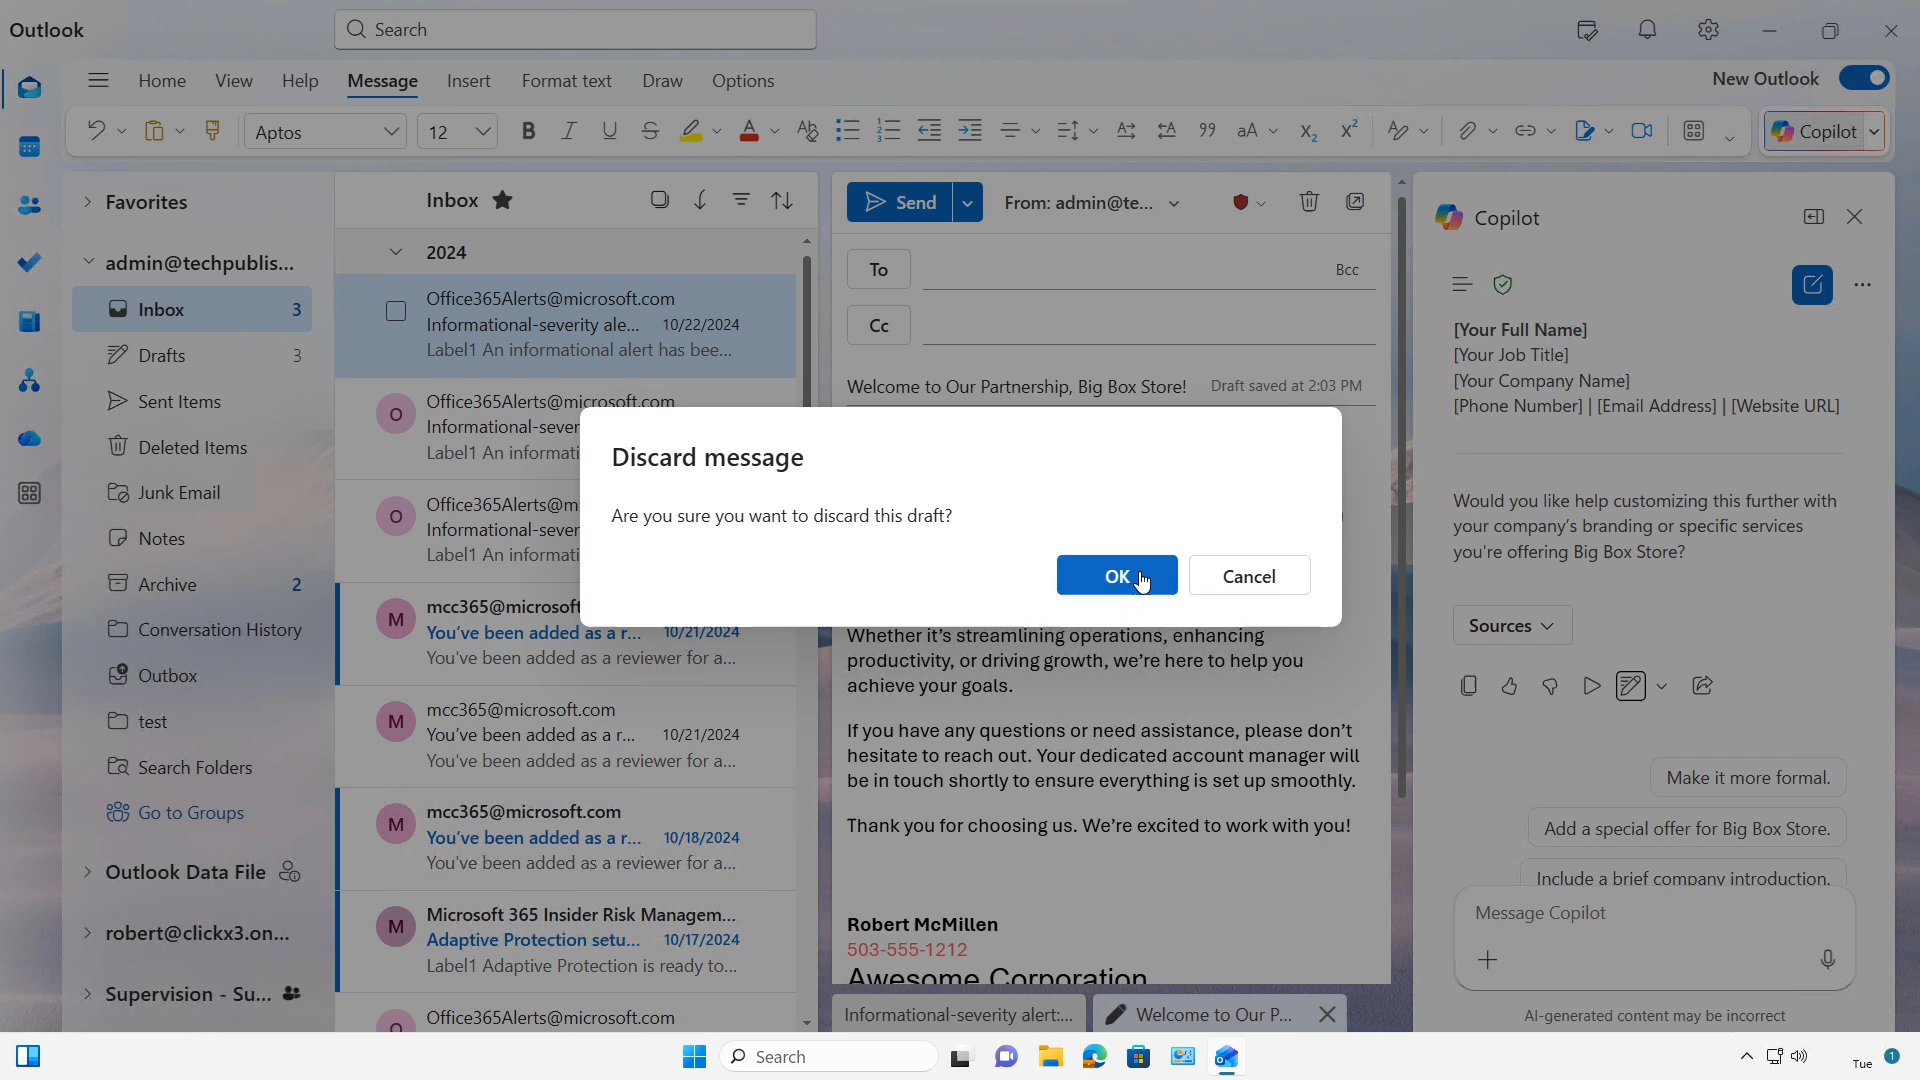 Outlook
Search
Home View Help Message Insert Format text Draw Options
New Outlook
Aptos 12
Copilot
Favorites
admin@techpublis...
Inbox 3
Drafts 3
Sent Items
Deleted Items
Junk Email
Notes
Archive 2
Conversation History
Outbox
test
Search Folders
Go to Groups
Outlook Data File
robert@clickx3.on...
Supervision - Su...
Inbox
2024
Office365Alerts@microsoft.com
Informational-severity ale... 10/22/2024
Label1 An informational alert has bee...
O
Office365Alerts@microsoft.com
Informational-sever
Label1 An informati
O
Office365Alerts@m
Informational-sever
Label1 An informati
M
mcc365@microsoft
You've been added as a r... 10/21/2024
You've been added as a reviewer for a...
M
mcc365@microsoft.com
You've been added as a r... 10/21/2024
You've been added as a reviewer for a...
M
mcc365@microsoft.com
You've been added as a r... 10/18/2024
You've been added as a reviewer for a...
M
Microsoft 365 Insider Risk Managem...
Adaptive Protection setu... 10/17/2024
Label1 Adaptive Protection is ready to...
O
Office365Alerts@microsoft.com
Send From: admin@te...
To Bcc
Cc
Welcome to Our Partnership, Big Box Store! Draft saved at 2:03 PM
Discard message
Are you sure you want to discard this draft?
OK Cancel
Whether it's streamlining operations, enhancing
productivity, or driving growth, we're here to help you
achieve your goals.
If you have any questions or need assistance, please don't
hesitate to reach out. Your dedicated account manager will
be in touch shortly to ensure everything is set up smoothly.
Thank you for choosing us. We're excited to work with you!
Robert McMillen
503-555-1212
Awesome Corporation
Informational-severity alert:... Welcome to Our P...
Copilot
[Your Full Name]
[Your Job Title]
[Your Company Name]
[Phone Number] | [Email Address] | [Website URL]
Would you like help customizing this further with
your company's branding or specific services
you're offering Big Box Store?
Sources
Make it more formal.
Add a special offer for Big Box Store.
Include a brief company introduction.
Message Copilot
AI-generated content may be incorrect
Search
Tue 1